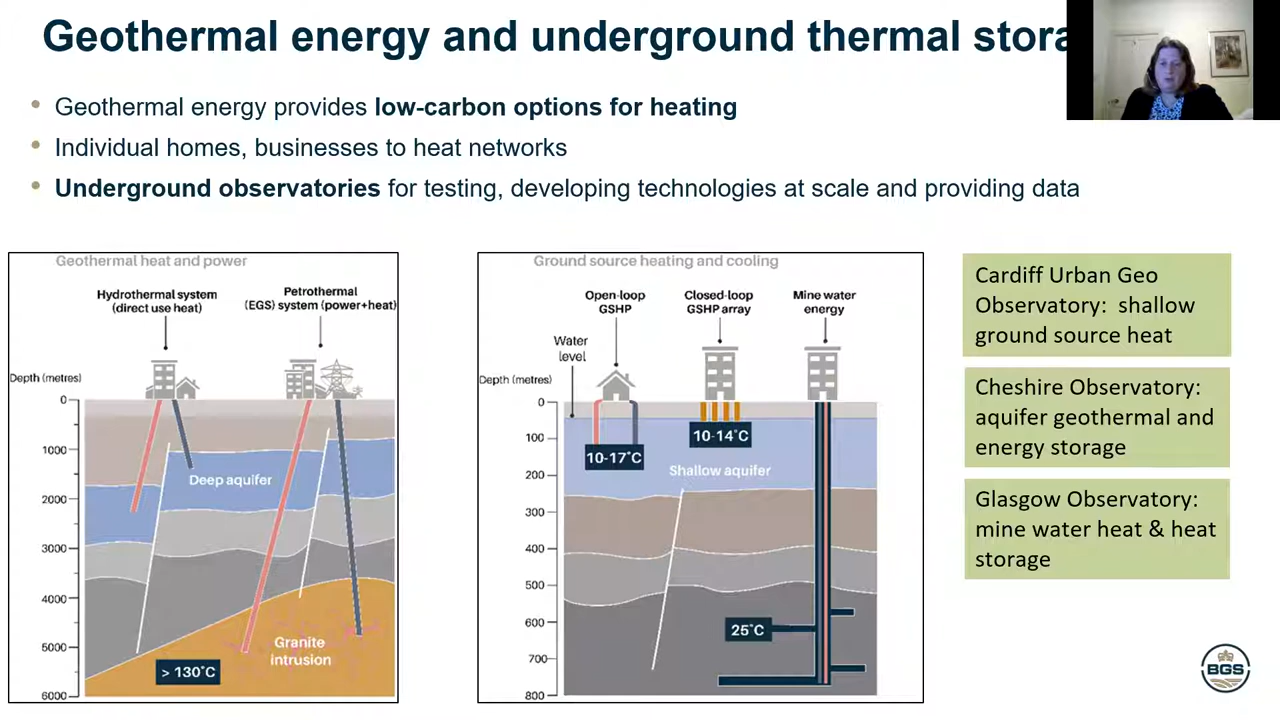 Geothermal energy and underground thermal stora
• Geothermal energy provides low-carbon options for heating
• Individual homes, businesses to heat networks
• Underground observatories for testing, developing technologies at scale and providing data
Geothermal heat and power
Hydrothermal system
(direct use heat)
Petrothermal
(EGS) system (power+heat)
Depth (metres)
0
1000
2000
3000
4000
5000
6000
Deep aquifer
Granite
intrusion
> 130°C
Ground source heating and cooling
Open-loop
GSHP
Closed-loop
GSHP array
Mine water
energy
Water
level
Depth (metres)
0
100
200
300
400
500
600
700
800
10-17°C
10-14°C
Shallow aquifer
25°C
Cardiff Urban Geo
Observatory: shallow
ground source heat
Cheshire Observatory:
aquifer geothermal and
energy storage
Glasgow Observatory:
mine water heat & heat
storage
BGS